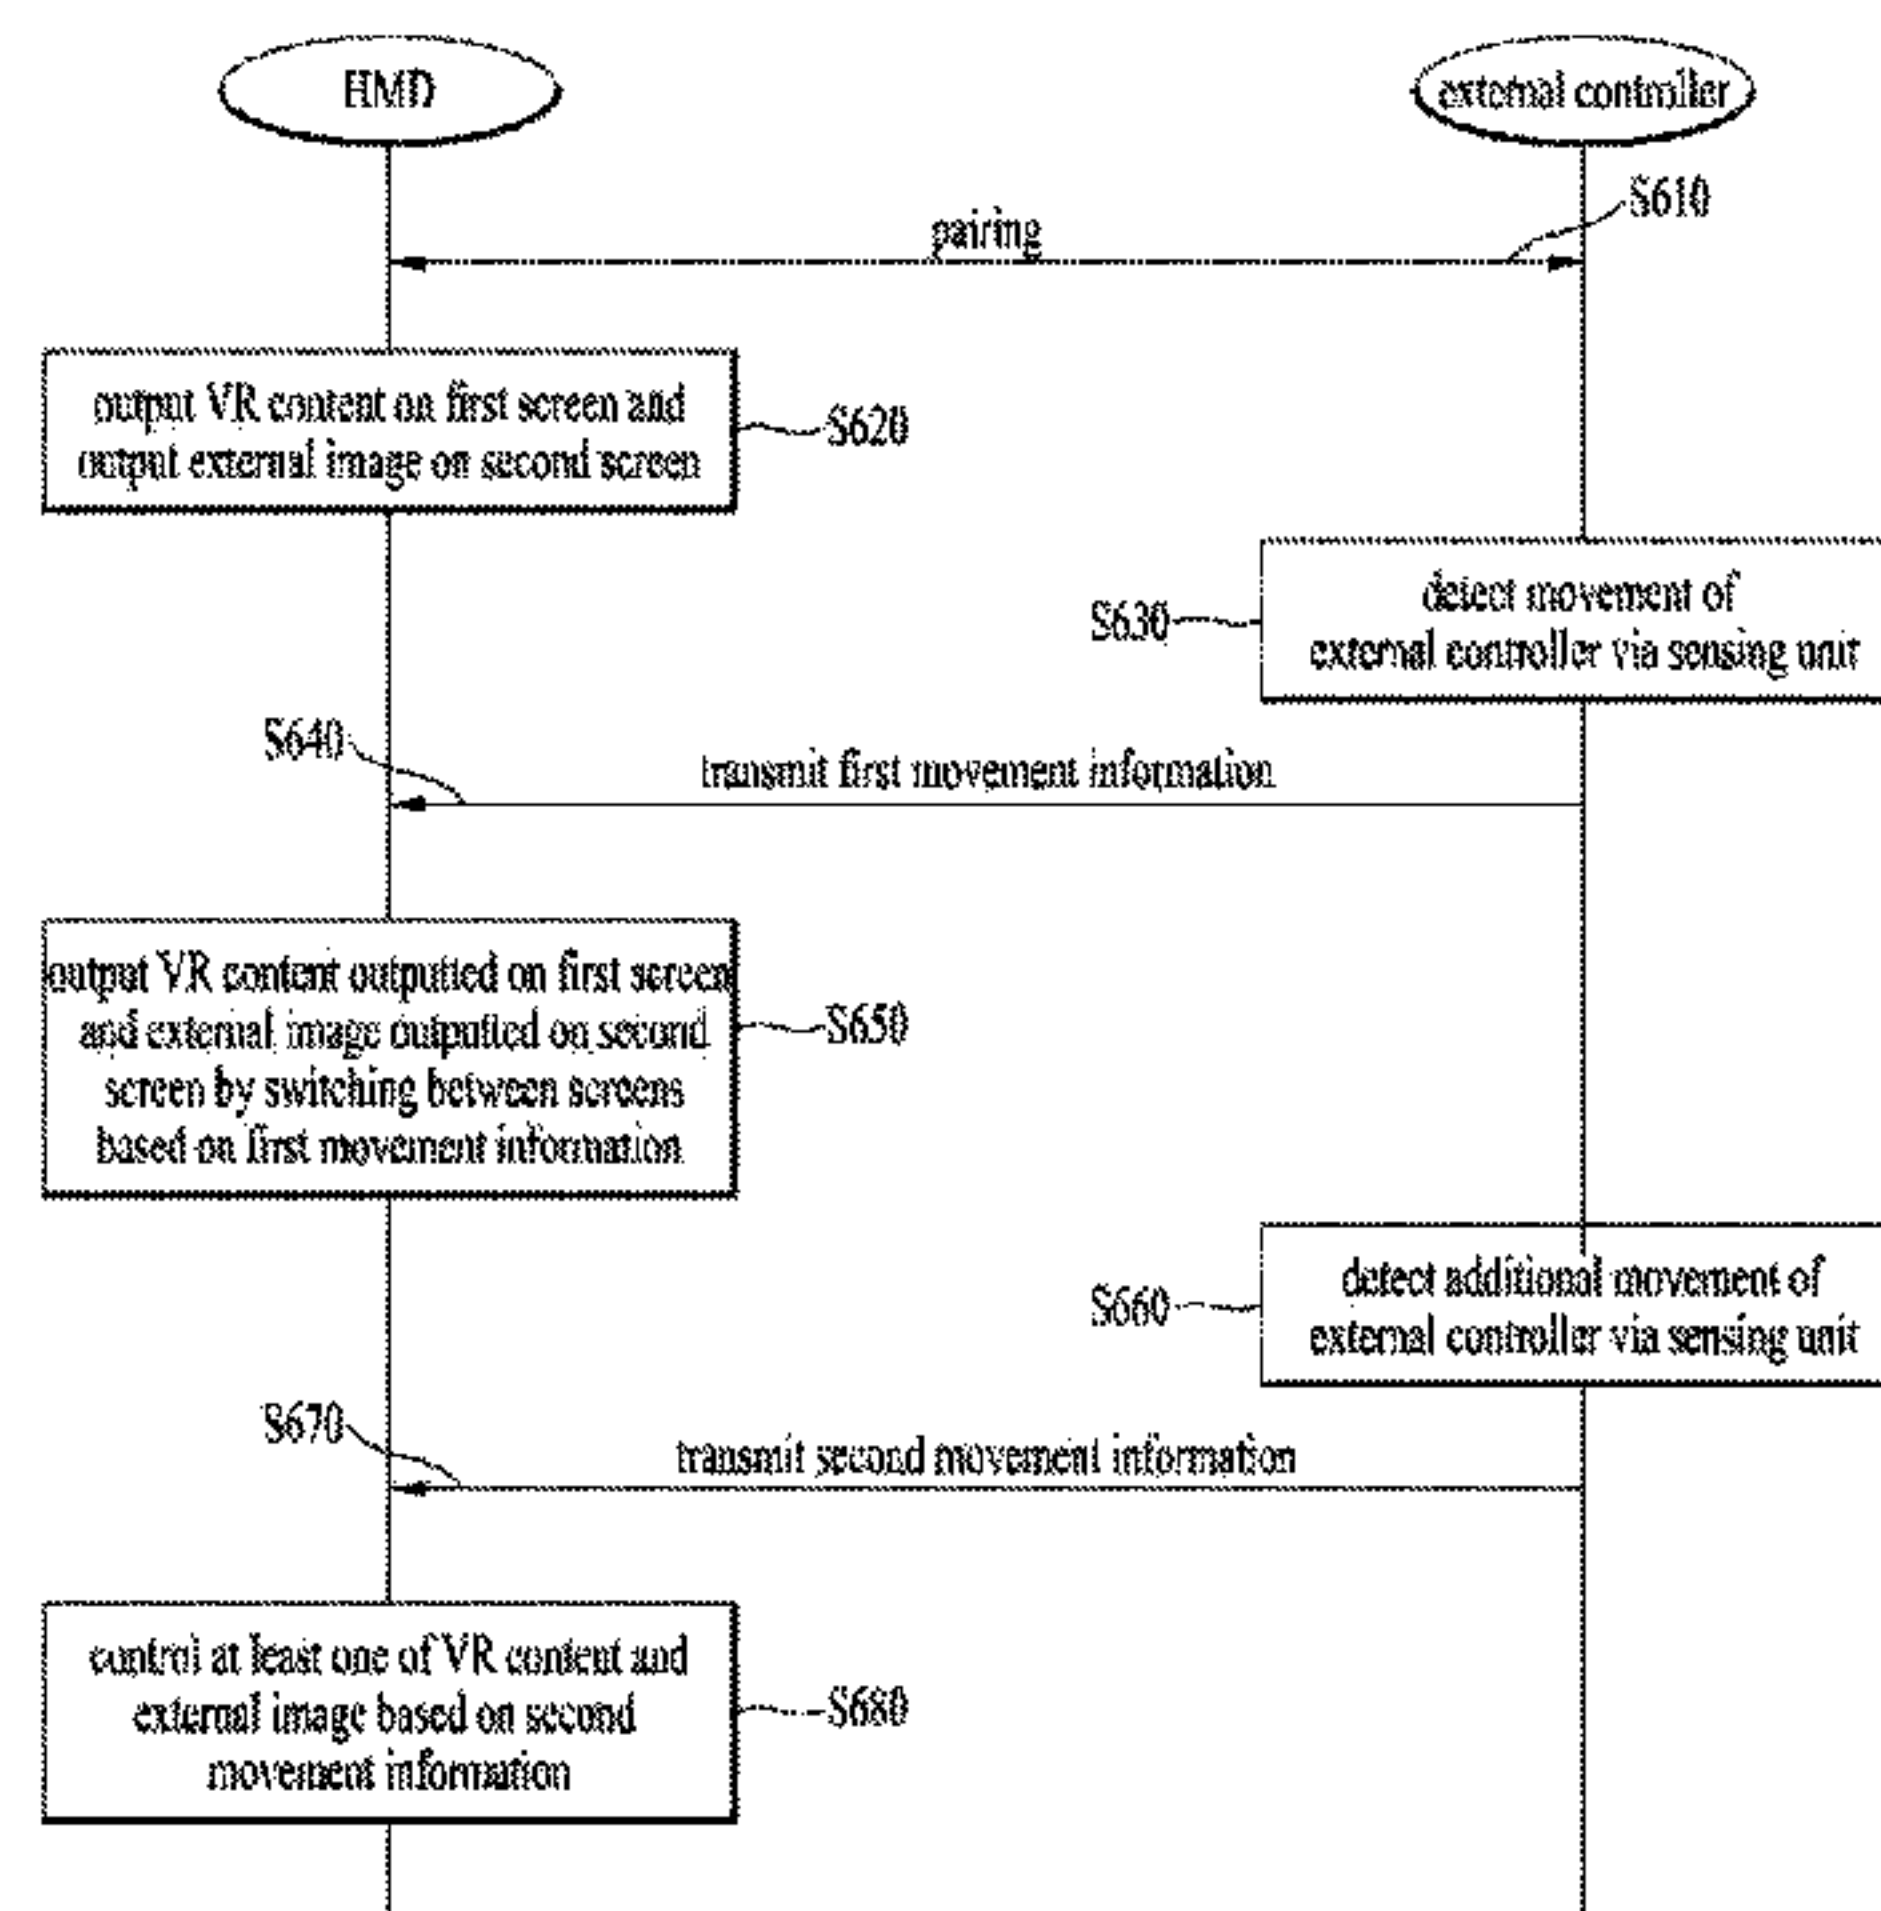 HMD
external controller
S610
pairing
output VR content on first screen and
output external image on second screen
S620
detect movement of
external controller via sensing unit
S630
S640
transmit first movement information
output VR content outputted on first screen
and external image outputted on second
screen by switching between screens
based on first movement information
S650
detect additional movement of
external controller via sensing unit
S660
S670
transmit second movement information
control at least one of VR content and
external image based on second
movement information
S680